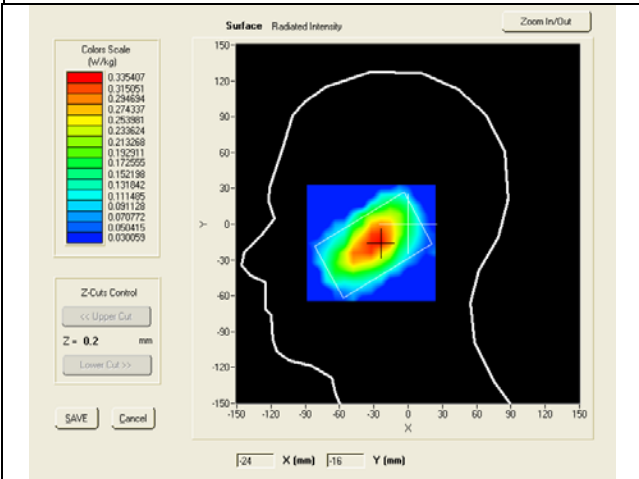 Surface Radiated Intensity
Zoom In/Out
Colors Scale
(W/kg)
0.335407
0.315051
0.294694
0.274337
0.253981
0.233624
0.213268
0.192911
0.172555
0.152198
0.131842
0.111485
0.091128
0.070772
0.050415
0.030059
Z-Cuts Control
<< Upper Cut
Z = 0.2 mm
Lower Cut >>
SAVE Cancel
150
120
90
60
30
0
-30
-60
-90
-120
-150
Y
-150 -120 -90 -60 -30 0 30 60 90 120 150
X
-24 X (mm) -16 Y (mm)